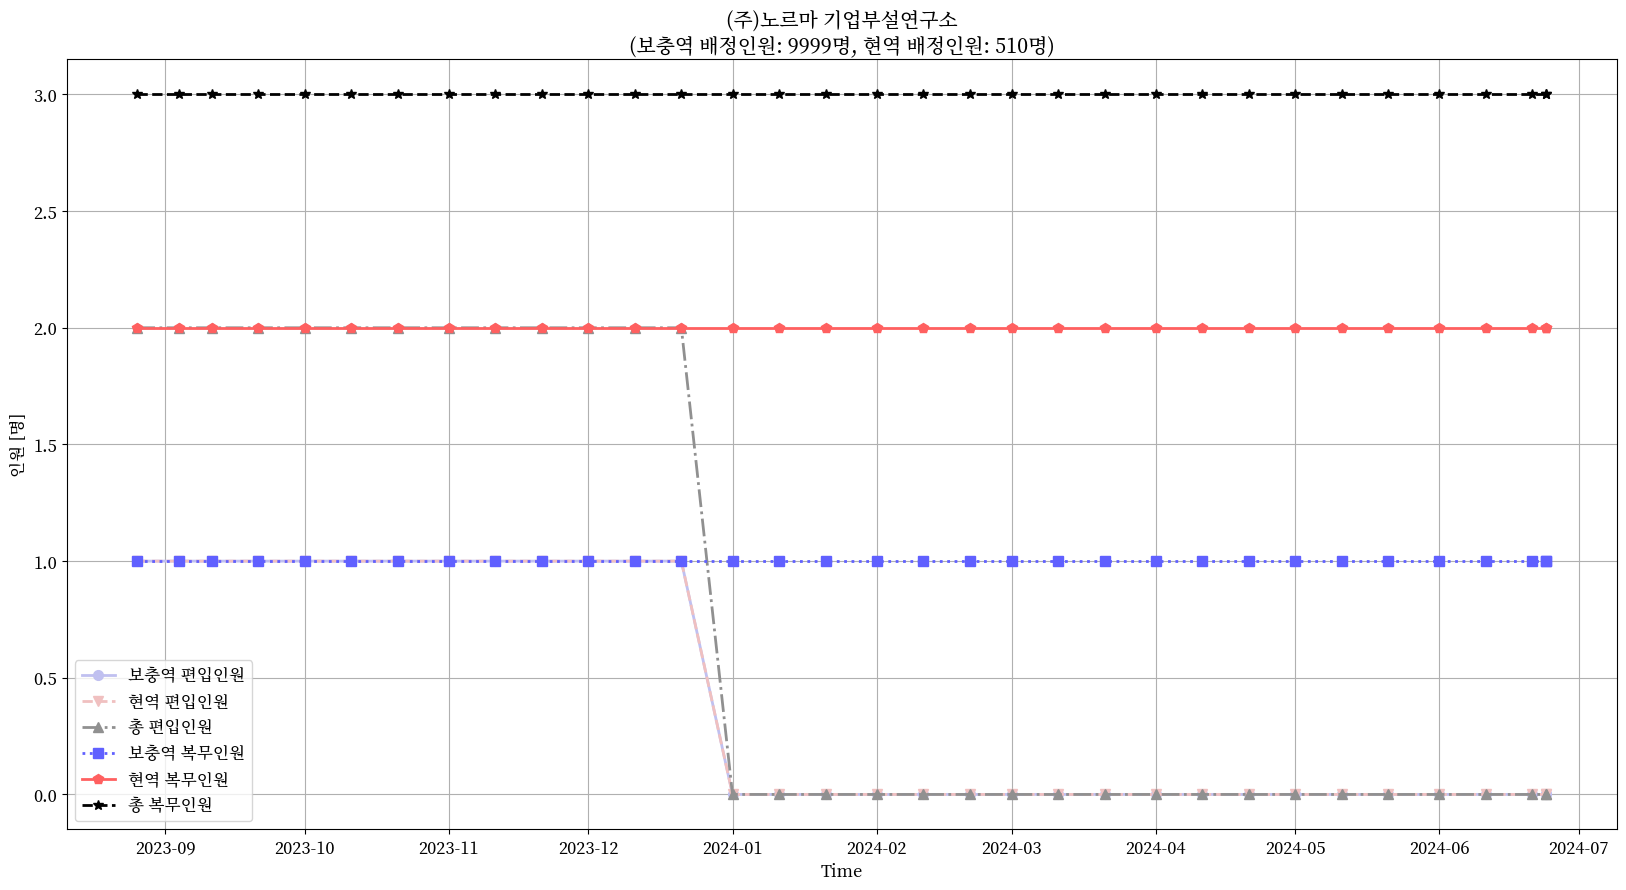 (주)노르마 기업부설연구소
(보충역 배정인원: 9999명, 현역 배정인원: 510명)
3.0
2.5
2.0
1.5
1.0
0.5
0.0
인원 [명]
보충역 편입인원
현역 편입인원
총 편입인원
보충역 복무인원
현역 복무인원
총 복무인원
2023-09 2023-10 2023-11 2023-12 2024-01 2024-02 2024-03 2024-04 2024-05 2024-06 2024-07
Time